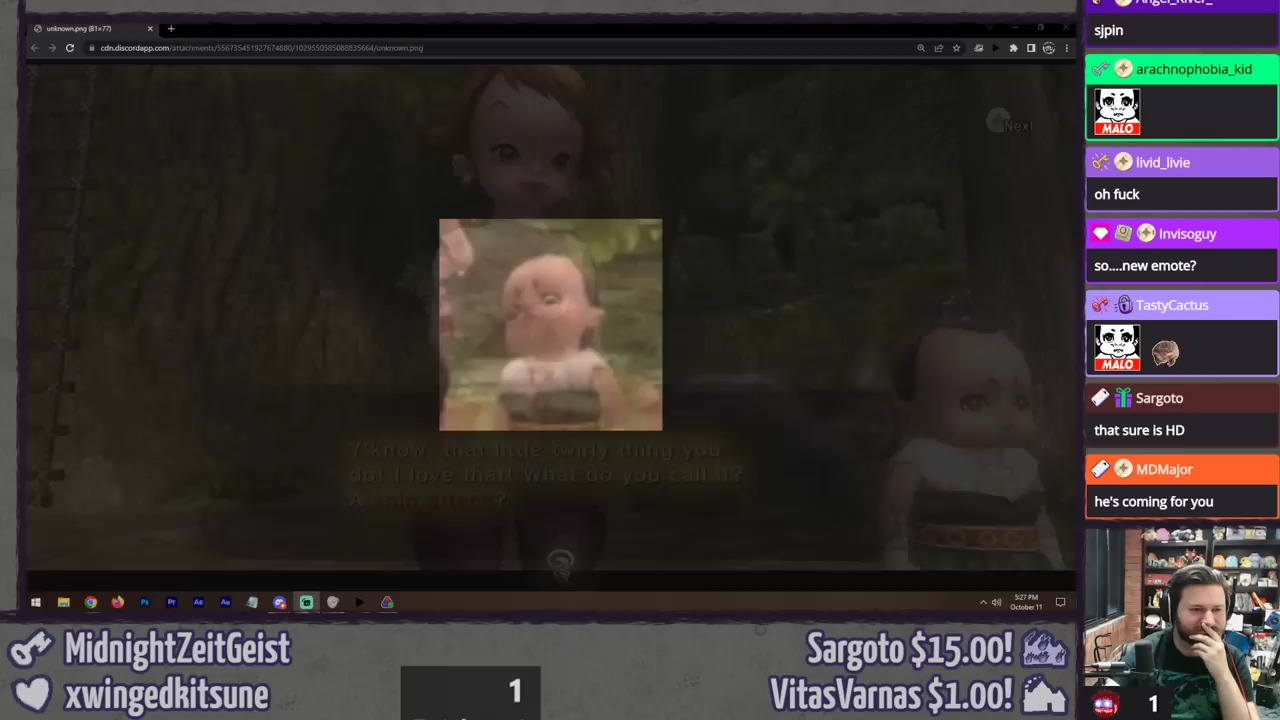 unknown.png (81×77)
cdn.discordapp.com/attachments/556735451927674880/1029550585088835664/unknown.png
Next
Y'know, that little twirly thing you
do! I love that! What do you call it?
A spin attack?
5:27 PM
October 11
Angel_River_
sjpin
arachnophobia_kid
MALO
livid_livie
oh fuck
Invisoguy
so....new emote?
TastyCactus
MALO
Sargoto
that sure is HD
MDMajor
he's coming for you
MidnightZeitGeist
xwingedkitsune
1
Sargoto $15.00!
VitasVarnas $1.00!
1